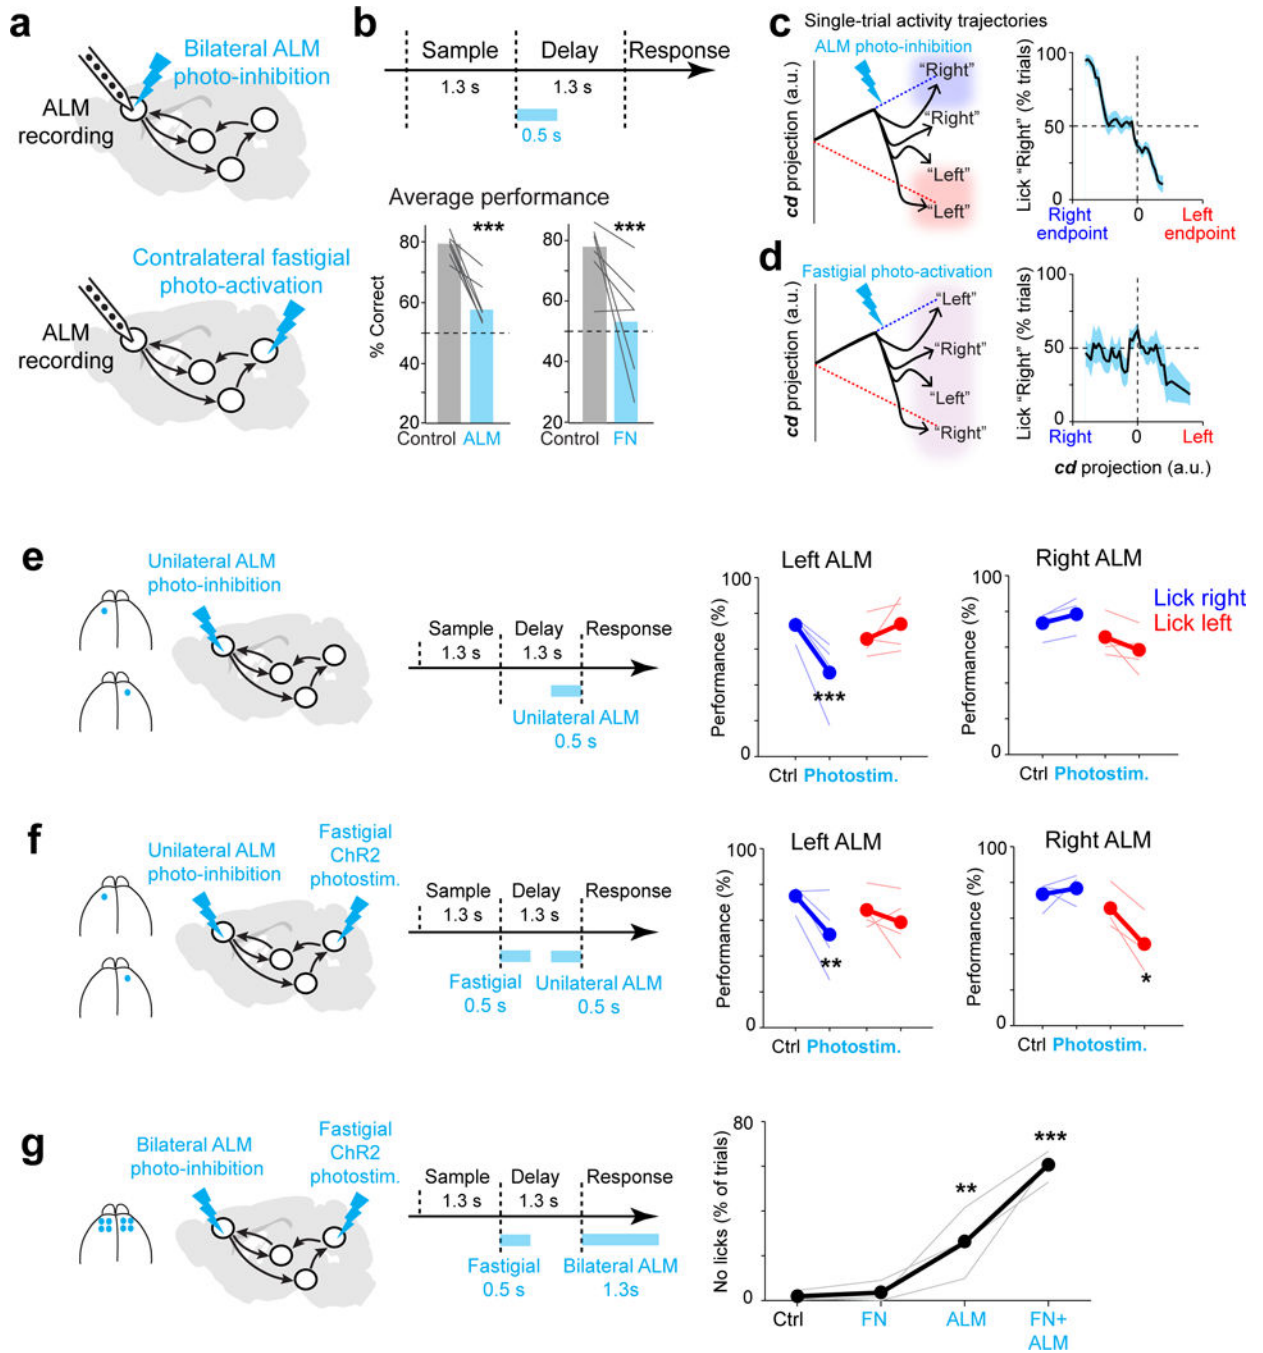 a
Bilateral ALM
photo-inhibition
ALM
recording
Contralateral fastigial
photo-activation
ALM
recording
b
Sample
Delay
Response
1.3 s
1.3 s
0.5 s
Average performance
% Correct
80
60
40
20
***
Control
ALM
80
60
40
20
***
Control
FN
c
Single-trial activity trajectories
ALM photo-inhibition
cd projection (a.u.)
“Right”
“Right”
“Left”
“Left”
Lick “Right” (% trials)
100
50
0
Right
endpoint
0
Left
endpoint
d
Fastigial photo-activation
cd projection (a.u.)
“Left”
“Right”
“Left”
“Right”
Lick “Right” (% trials)
100
50
0
Right
0
Left
cd projection (a.u.)
e
Unilateral ALM
photo-inhibition
Sample
Delay
Response
1.3 s
1.3 s
Unilateral ALM
0.5 s
Left ALM
Performance (%)
100
0
***
Ctrl
Photostim.
Right ALM
Performance (%)
100
0
Lick right
Lick left
Ctrl
Photostim.
f
Unilateral ALM
photo-inhibition
Fastigial
ChR2
photostim.
Sample
Delay
Response
1.3 s
1.3 s
Fastigial
0.5 s
Unilateral ALM
0.5 s
Left ALM
Performance (%)
100
0
**
Ctrl
Photostim.
Right ALM
Performance (%)
100
0
*
Ctrl
Photostim.
g
Bilateral ALM
photo-inhibition
Fastigial
ChR2
photostim.
Sample
Delay
Response
1.3 s
1.3 s
Fastigial
0.5 s
Bilateral ALM
1.3s
No licks (% of trials)
80
0
**
***
Ctrl
FN
ALM
FN+
ALM